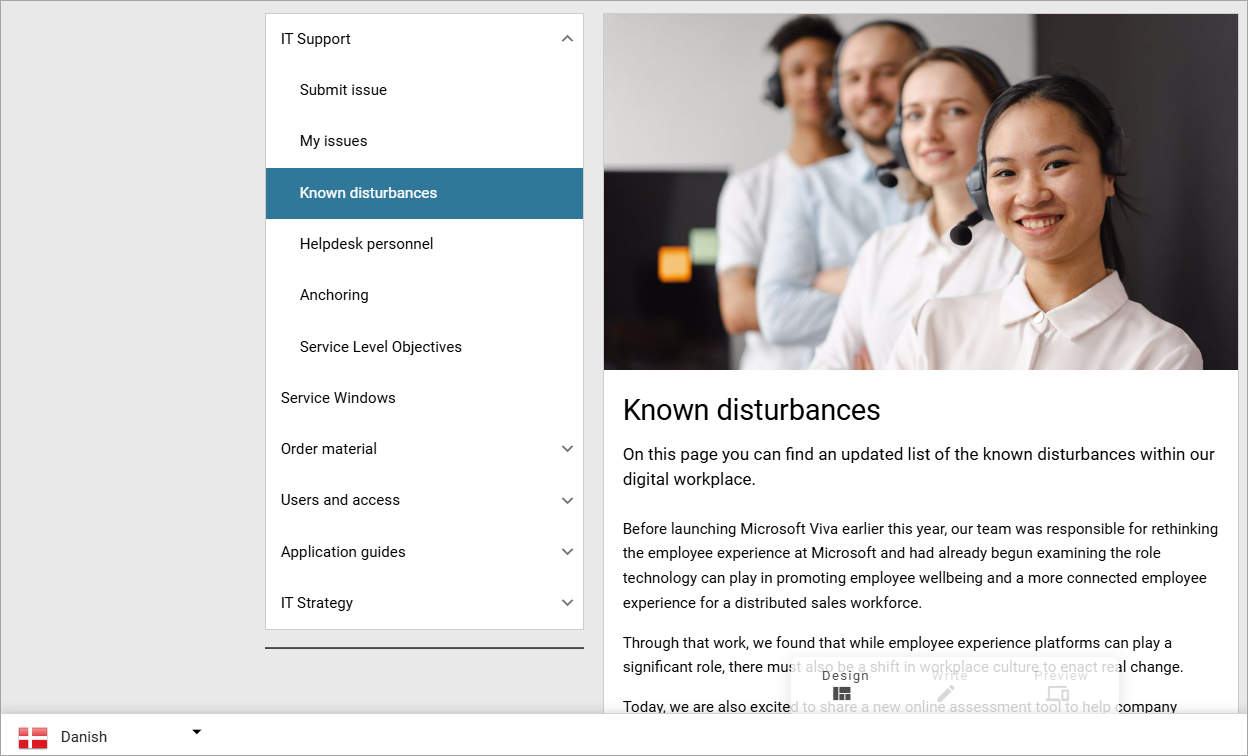 IT Support
Submit issue
My issues
Known disturbances
Helpdesk personnel
Anchoring
Service Level Objectives
Service Windows
Order material
Users and access
Application guides
IT Strategy
Known disturbances
On this page you can find an updated list of the known disturbances within our
digital workplace.
Before launching Microsoft Viva earlier this year, our team was responsible for rethinking
the employee experience at Microsoft and had already begun examining the role
technology can play in promoting employee wellbeing and a more connected employee
experience for a distributed sales workforce.
Through that work, we found that while employee experience platforms can play a
significant role, there must also be a shift in workplace culture to enact real change.
Design Write Preview
Today, we are also excited to share a new online assessment tool to help company
Danish